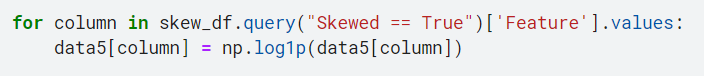 for column in skew_df.query("Skewed == True")['Feature'].values:
    data5[column] = np.log1p(data5[column])